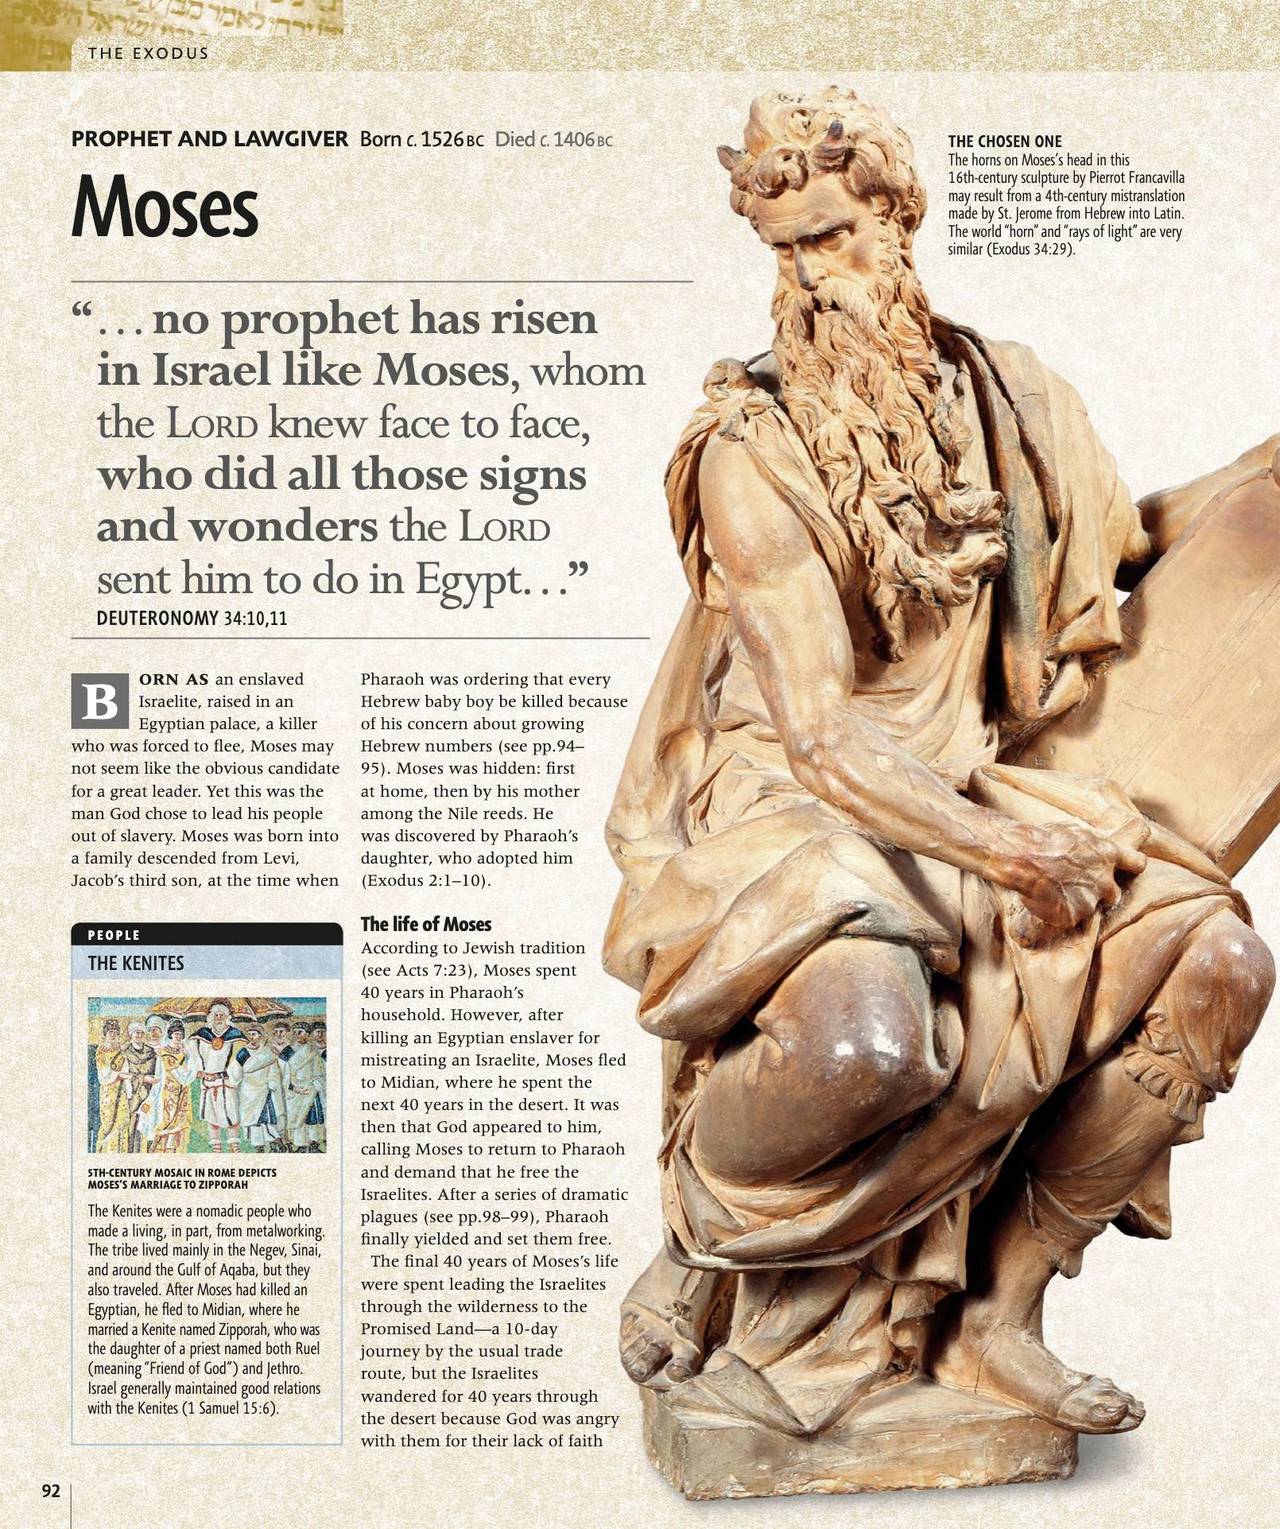 THE EXODUS
PROPHET AND LAWGIVER Born c. 1526 BC Died c. 1406 BC
Moses
“… no prophet has risen
in Israel like Moses, whom
the LORD knew face to face,
who did all those signs
and wonders the LORD
sent him to do in Egypt…”
DEUTERONOMY 34:10,11
THE CHOSEN ONE
The horns on Moses’s head in this
16th-century sculpture by Pierrot Francavilla
may result from a 4th-century mistranslation
made by St. Jerome from Hebrew into Latin.
The world “horn” and “rays of light” are very
similar (Exodus 34:29).
BORN AS an enslaved
Israelite, raised in an
Egyptian palace, a killer
who was forced to flee, Moses may
not seem like the obvious candidate
for a great leader. Yet this was the
man God chose to lead his people
out of slavery. Moses was born into
a family descended from Levi,
Jacob’s third son, at the time when
Pharaoh was ordering that every
Hebrew baby boy be killed because
of his concern about growing
Hebrew numbers (see pp.94–
95). Moses was hidden: first
at home, then by his mother
among the Nile reeds. He
was discovered by Pharaoh’s
daughter, who adopted him
(Exodus 2:1–10).
The life of Moses
According to Jewish tradition
(see Acts 7:23), Moses spent
40 years in Pharaoh’s
household. However, after
killing an Egyptian enslaver for
mistreating an Israelite, Moses fled
to Midian, where he spent the
next 40 years in the desert. It was
then that God appeared to him,
calling Moses to return to Pharaoh
and demand that he free the
Israelites. After a series of dramatic
plagues (see pp.98–99), Pharaoh
finally yielded and set them free.
The final 40 years of Moses’s life
were spent leading the Israelites
through the wilderness to the
Promised Land—a 10-day
journey by the usual trade
route, but the Israelites
wandered for 40 years through
the desert because God was angry
with them for their lack of faith
PEOPLE
THE KENITES
5TH-CENTURY MOSAIC IN ROME DEPICTS
MOSES’S MARRIAGE TO ZIPPORAH
The Kenites were a nomadic people who
made a living, in part, from metalworking.
The tribe lived mainly in the Negev, Sinai,
and around the Gulf of Aqaba, but they
also traveled. After Moses had killed an
Egyptian, he fled to Midian, where he
married a Kenite named Zipporah, who was
the daughter of a priest named both Ruel
(meaning “Friend of God”) and Jethro.
Israel generally maintained good relations
with the Kenites (1 Samuel 15:6).
92